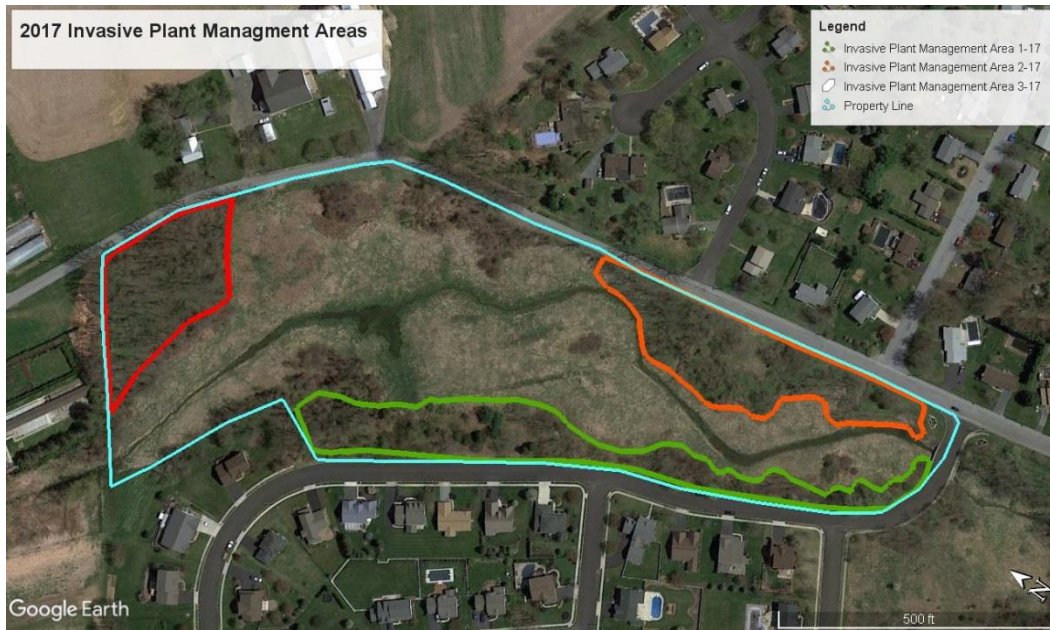 2017 Invasive Plant Managment Areas
Legend
Invasive Plant Management Area 1-17
Invasive Plant Management Area 2-17
Invasive Plant Management Area 3-17
Property Line
N
Google Earth
500 ft